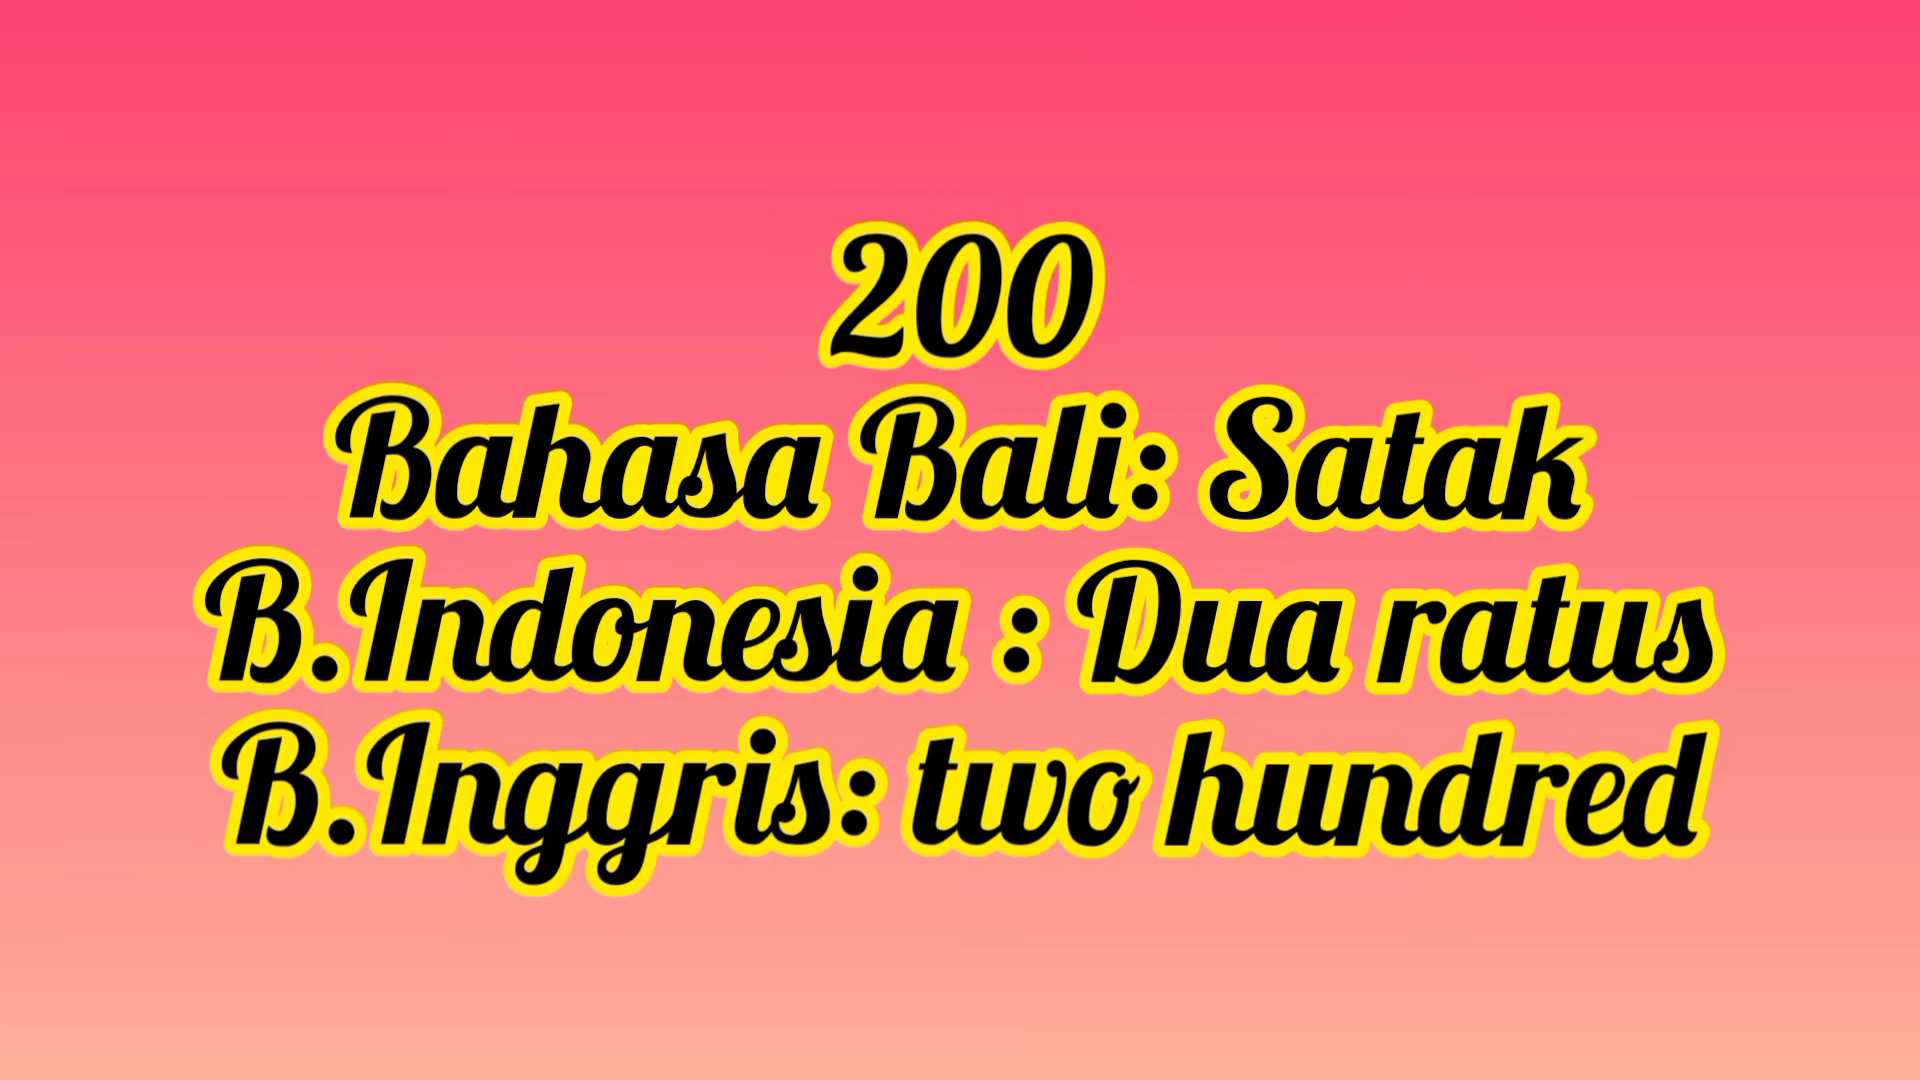 200
Bahasa Bali: Satak
B.Indonesia : Dua ratus
B.Inggris: two hundred